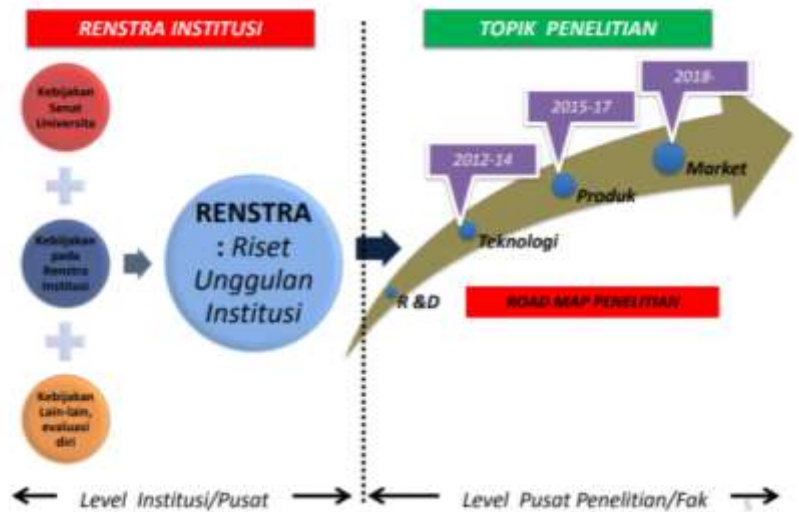 RENSTRA INSTITUSI
Kebijakan
Senat
Universita
Kebijakan
pada
Renstra
Institusi
Kebijakan
Lain-lain,
evaluasi
diri
RENSTRA
: Riset
Unggulan
Institusi
TOPIK PENELITIAN
2012-14
2015-17
2018-
R &D
Teknologi
Produk
Market
ROAD MAP PENELITIAN
Level Institusi/Pusat
Level Pusat Penelitian/Fak